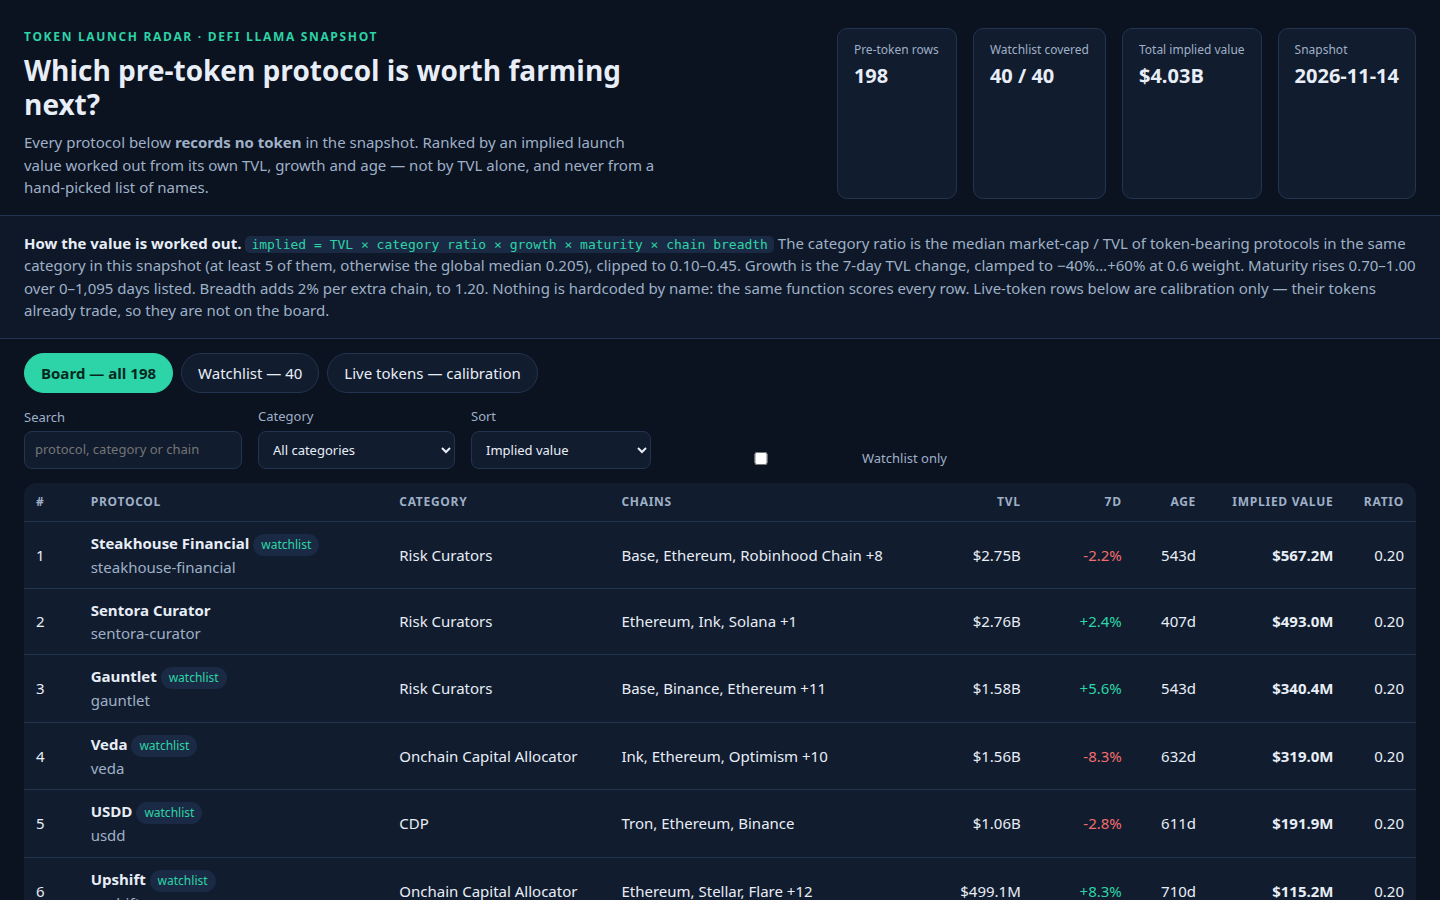 TOKEN LAUNCH RADAR · DEFI LLAMA SNAPSHOT
Which pre-token protocol is worth farming
next?
Every protocol below records no token in the snapshot. Ranked by an implied launch
value worked out from its own TVL, growth and age — not by TVL alone, and never from a
hand-picked list of names.
Pre-token rows
198
Watchlist covered
40 / 40
Total implied value
$4.03B
Snapshot
2026-11-14
How the value is worked out. implied = TVL × category ratio × growth × maturity × chain breadth The category ratio is the median market-cap / TVL of token-bearing protocols in the same
category in this snapshot (at least 5 of them, otherwise the global median 0.205), clipped to 0.10–0.45. Growth is the 7-day TVL change, clamped to −40%…+60% at 0.6 weight. Maturity rises 0.70–1.00
over 0–1,095 days listed. Breadth adds 2% per extra chain, to 1.20. Nothing is hardcoded by name: the same function scores every row. Live-token rows below are calibration only — their tokens
already trade, so they are not on the board.
Board — all 198
Watchlist — 40
Live tokens — calibration
Search
Category
Sort
protocol, category or chain
All categories
Implied value
Watchlist only
# PROTOCOL CATEGORY CHAINS TVL 7D AGE IMPLIED VALUE RATIO
1 Steakhouse Financial watchlist Risk Curators Base, Ethereum, Robinhood Chain +8 $2.75B -2.2% 543d $567.2M 0.20
steakhouse-financial
2 Sentora Curator Risk Curators Ethereum, Ink, Solana +1 $2.76B +2.4% 407d $493.0M 0.20
sentora-curator
3 Gauntlet watchlist Risk Curators Base, Binance, Ethereum +11 $1.58B +5.6% 543d $340.4M 0.20
gauntlet
4 Veda watchlist Onchain Capital Allocator Ink, Ethereum, Optimism +10 $1.56B -8.3% 632d $319.0M 0.20
veda
5 USDD watchlist CDP Tron, Ethereum, Binance $1.06B -2.8% 611d $191.9M 0.20
usdd
6 Upshift watchlist Onchain Capital Allocator Ethereum, Stellar, Flare +12 $499.1M +8.3% 710d $115.2M 0.20